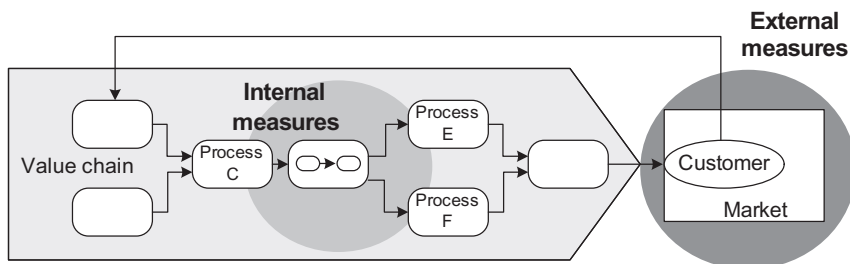 External
measures
Internal
measures
Process
E
Value chain
Process
C
Customer
Process
F
Market